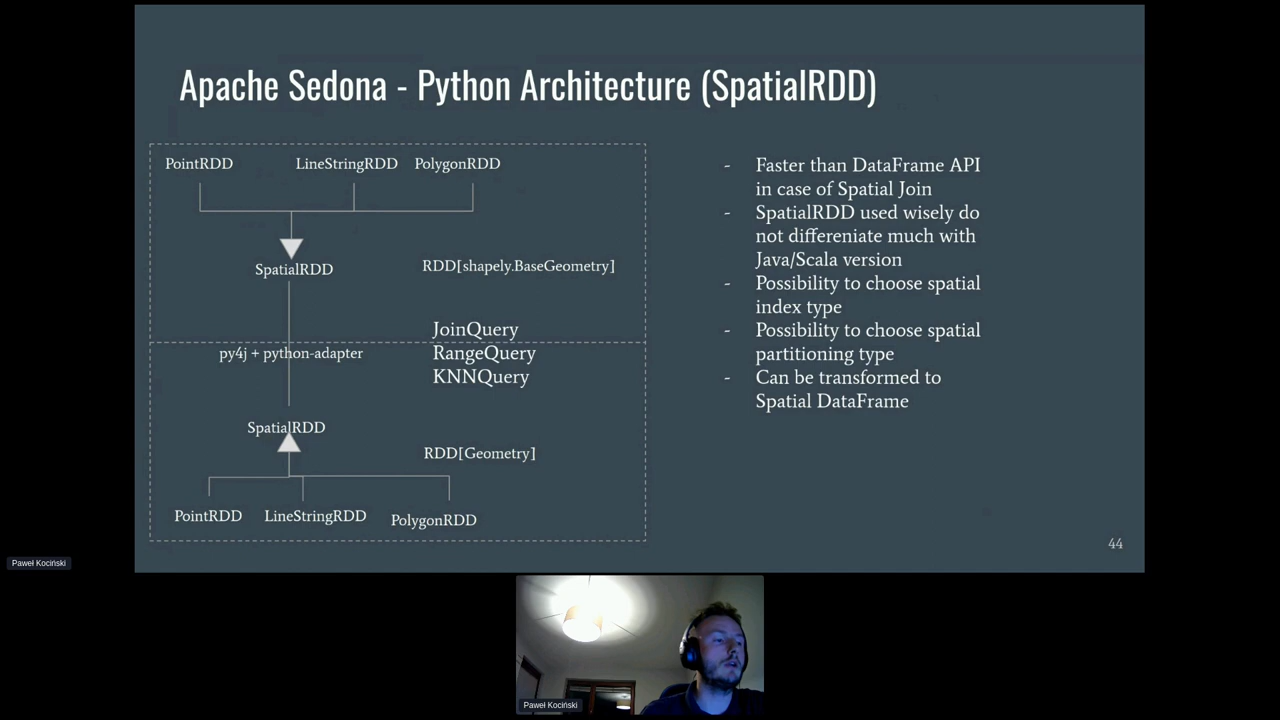 Apache Sedona - Python Architecture (SpatialRDD)
PointRDD LineStringRDD PolygonRDD
SpatialRDD
RDD[shapely.BaseGeometry]
py4j + python-adapter
JoinQuery
RangeQuery
KNNQuery
SpatialRDD
RDD[Geometry]
PointRDD LineStringRDD PolygonRDD
- Faster than DataFrame API
in case of Spatial Join
- SpatialRDD used wisely do
not differeniate much with
Java/Scala version
- Possibility to choose spatial
index type
- Possibility to choose spatial
partitioning type
- Can be transformed to
Spatial DataFrame
44
Paweł Kociński
Paweł Kociński